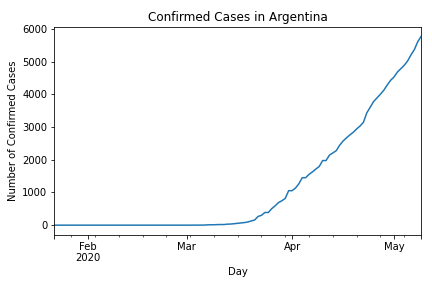 Confirmed Cases in Argentina
Number of Confirmed Cases
6000
5000
4000
3000
2000
1000
0
Feb
2020
Mar
Apr
May
Day